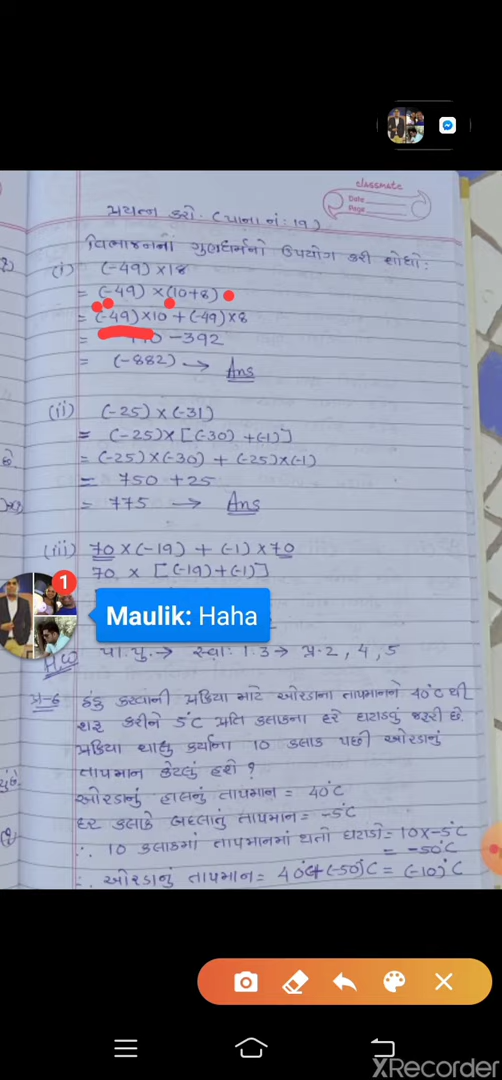 classmate
Date
Page
પ્રયત્ન કરો. (પાના નં: 19)
વિભાજનના ગુણધર્મનો ઉપયોગ કરી શોધો:
(i) (-49) × 18
= (-49) × (10+8)
= (-49) × 10 + (-49) × 8
= 0 - 392
= (-882) → Ans
(ii) (-25) × (-31)
= (-25) × [(-30) + (-1)]
= (-25) × (-30) + (-25) × (-1)
= 750 + 25
= 775 → Ans
(iii) 70 × (-19) + (-1) × 70
70 × [(-19) + (-1)]
1
Maulik: Haha
HW પા. પુ. → સ્વા: 1.3 → પ્ર. 2, 4, 5
પ્ર-6 ઠંડુ કરવાની પ્રક્રિયા માટે ઓરડાના તાપમાનને 40°C થી
શરૂ કરીને 5°C પ્રતિ કલાકના દરે ઘટાડવું જરૂરી છે.
પ્રક્રિયા ચાલુ કર્યાના 10 કલાક પછી ઓરડાનું
તાપમાન કેટલું હશે?
ઓરડાનું હાલનું તાપમાન = 40°C
દર કલાકે બદલાતું તાપમાન = -5°C
∴ 10 કલાકમાં તાપમાનમાં થતો ઘટાડો = 10×-5°C
= -50°C
∴ ઓરડાનું તાપમાન = 40°C+(-50)°C = (-10)°C
XRecorder